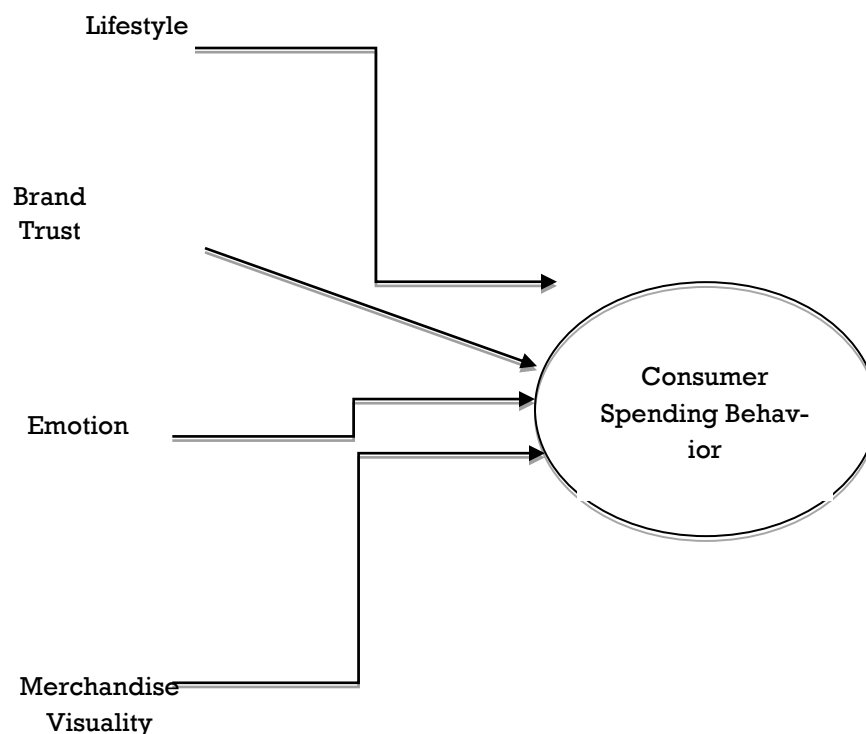 Lifestyle
Brand
Trust
Consumer
Spending Behav-
ior
Emotion
Merchandise
Visuality